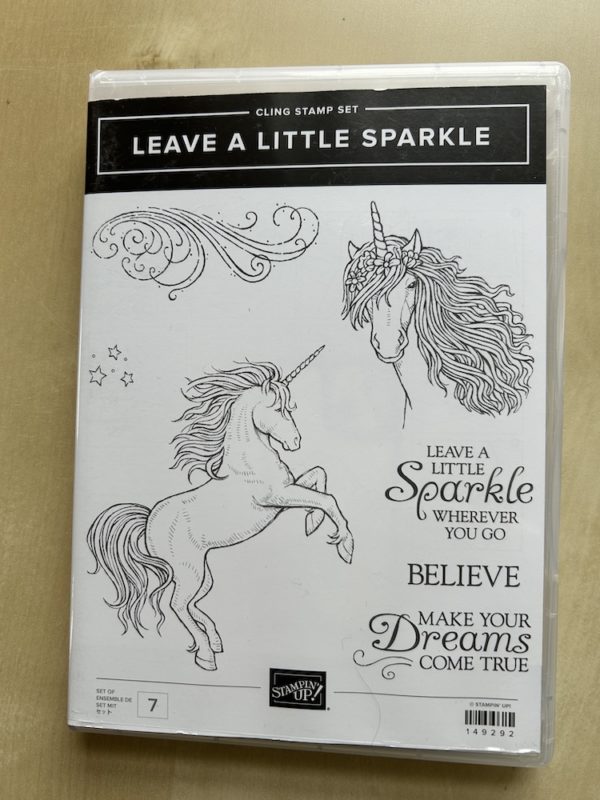 CLING STAMP SET
LEAVE A LITTLE SPARKLE
LEAVE A
LITTLE
Sparkle
WHEREVER
YOU GO
BELIEVE
MAKE YOUR
Dreams
COME TRUE
SET OF
ENSEMBLE DE
SET MIT
セット
7
STAMPIN' UP!®
© STAMPIN' UP!
149292